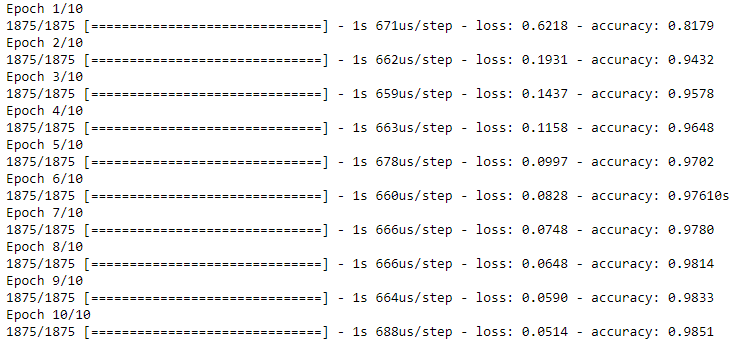 Epoch 1/10
1875/1875 [==============================] - 1s 671us/step - loss: 0.6218 - accuracy: 0.8179
Epoch 2/10
1875/1875 [==============================] - 1s 662us/step - loss: 0.1931 - accuracy: 0.9432
Epoch 3/10
1875/1875 [==============================] - 1s 659us/step - loss: 0.1437 - accuracy: 0.9578
Epoch 4/10
1875/1875 [==============================] - 1s 663us/step - loss: 0.1158 - accuracy: 0.9648
Epoch 5/10
1875/1875 [==============================] - 1s 678us/step - loss: 0.0997 - accuracy: 0.9702
Epoch 6/10
1875/1875 [==============================] - 1s 660us/step - loss: 0.0828 - accuracy: 0.97610s
Epoch 7/10
1875/1875 [==============================] - 1s 666us/step - loss: 0.0748 - accuracy: 0.9780
Epoch 8/10
1875/1875 [==============================] - 1s 666us/step - loss: 0.0648 - accuracy: 0.9814
Epoch 9/10
1875/1875 [==============================] - 1s 664us/step - loss: 0.0590 - accuracy: 0.9833
Epoch 10/10
1875/1875 [==============================] - 1s 688us/step - loss: 0.0514 - accuracy: 0.9851